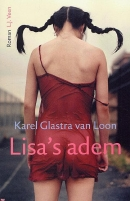 Roman L.J. Veen
Karel Glastra van Loon
Lisa's adem